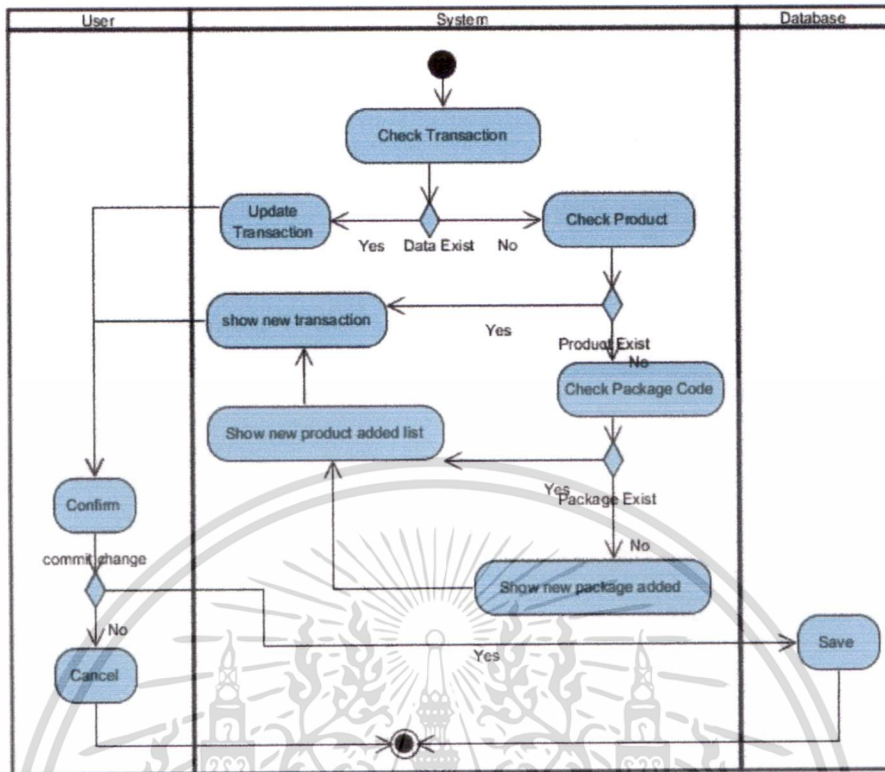 User
System
Database
Check Transaction
Update
Transaction
Yes
Data Exist
No
Check Product
show new transaction
Yes
Product Exist
No
Check Package Code
Show new product added list
Yes
Package Exist
Confirm
commit change
No
Show new package added
No
Yes
Save
Cancel